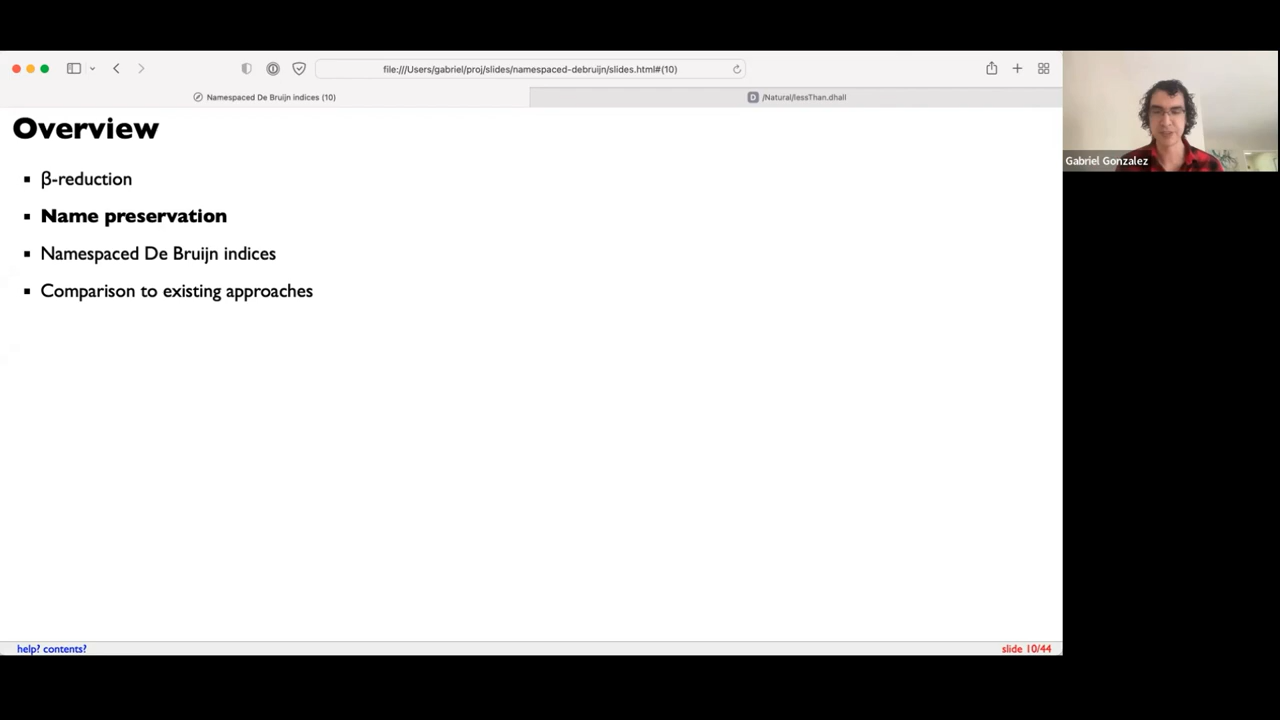 file:///Users/gabriel/proj/slides/namespaced-debruijn/slides.html#(10)
Namespaced De Bruijn indices (10)
D /Natural/lessThan.dhall
Overview
β-reduction
Name preservation
Namespaced De Bruijn indices
Comparison to existing approaches
help? contents?
slide 10/44
Gabriel Gonzalez